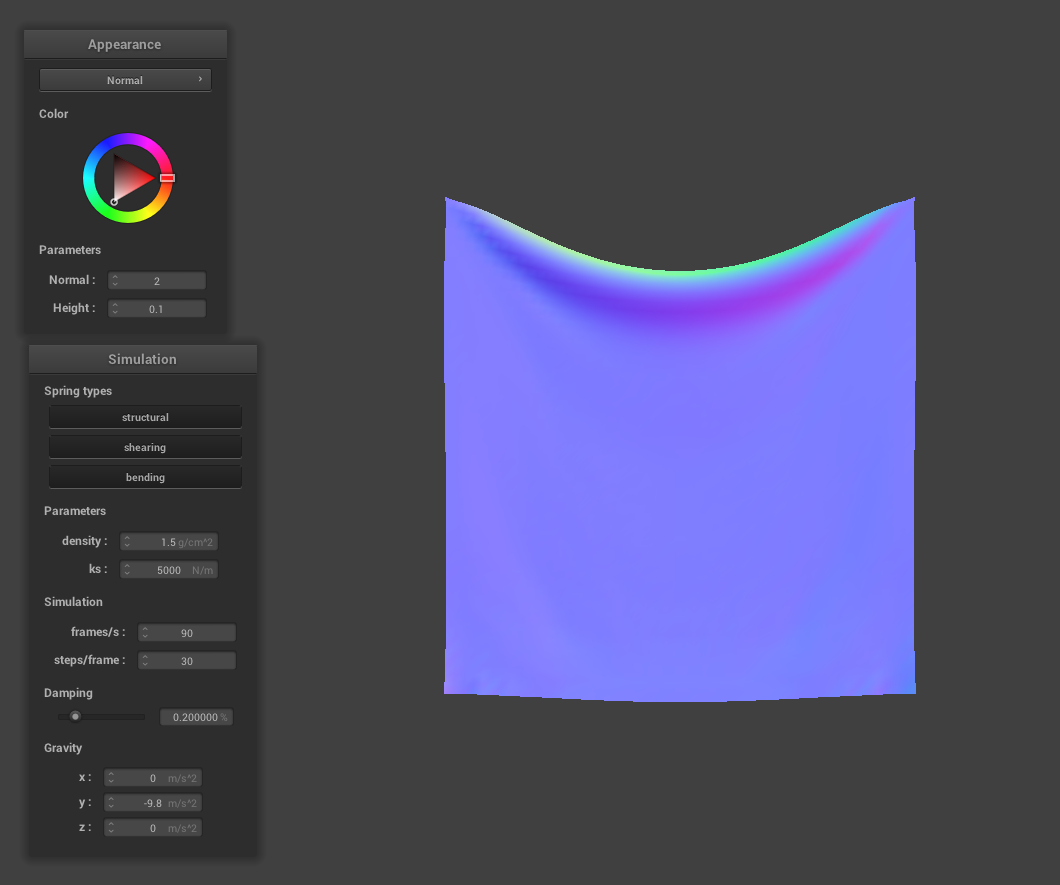 Appearance
Normal ›
Color
Parameters
Normal : 2
Height : 0.1
Simulation
Spring types
structural
shearing
bending
Parameters
density : 1.5 g/cm^2
ks : 5000 N/m
Simulation
frames/s : 90
steps/frame : 30
Damping
0.200000 %
Gravity
x : 0 m/s^2
y : -9.8 m/s^2
z : 0 m/s^2